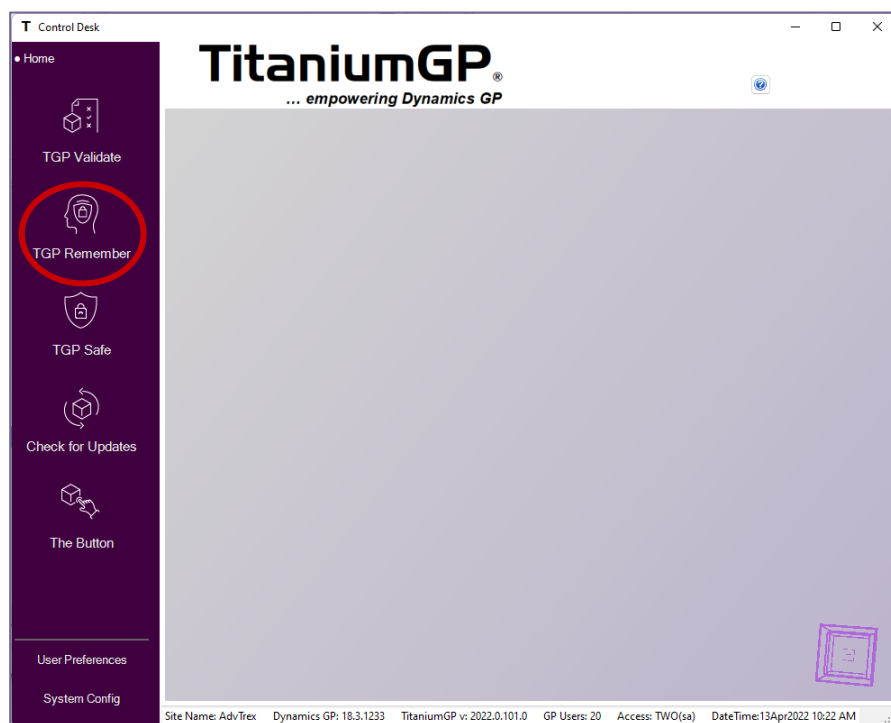 T Control Desk
• Home
TitaniumGP®
... empowering Dynamics GP
TGP Validate
TGP Remember
TGP Safe
Check for Updates
The Button
User Preferences
System Config
Site Name: AdvTrex Dynamics GP: 18.3.1233 TitaniumGP v: 2022.0.101.0 GP Users: 20 Access: TWO(sa) DateTime:13Apr2022 10:22 AM